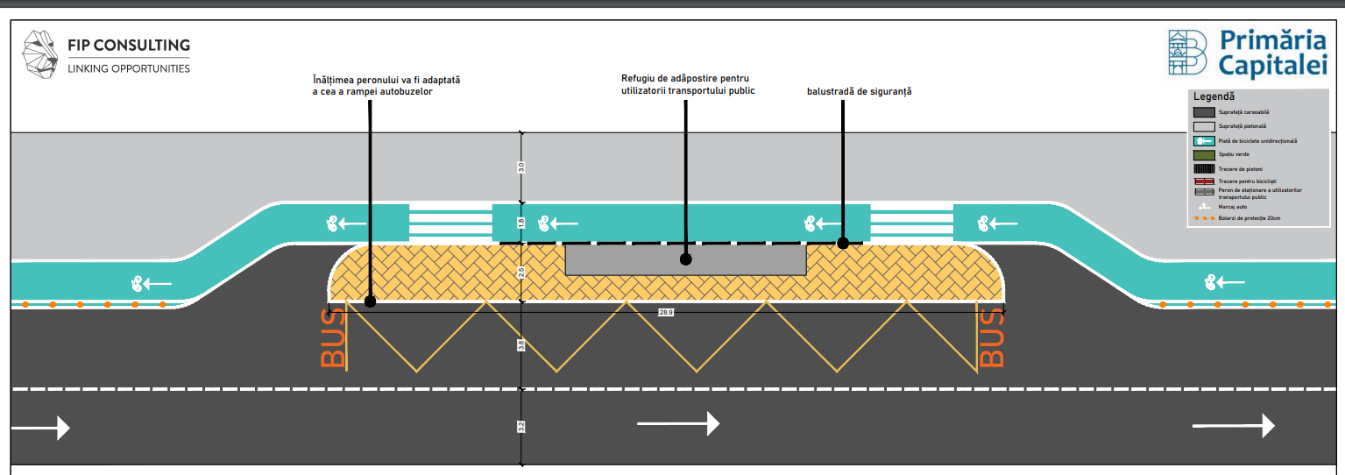 FIP CONSULTING
LINKING OPPORTUNITIES
Primăria
Capitalei
Înălțimea peronului va fi adaptată
a cea a rampei autobuzelor
Refugiu de adăpostire pentru
utilizatorii transportului public
balustradă de siguranță
Legendă
Suprafață carosabilă
Suprafață pietonală
Pistă de biciclete unidirecțională
Spațiu verde
Trecere de pietoni
Trecere pentru bicicliști
Peron de staționare a utilizatorilor
transportului public
Marcaj auto
Bolarzi de protecție 20cm
3.0
1.8
2.5
28.9
BUS
BUS
3.8
3.2